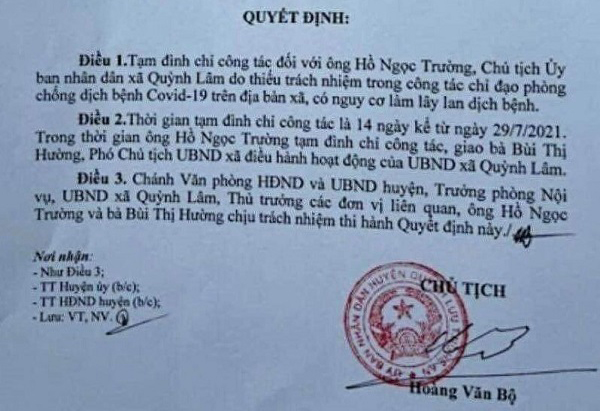 QUYẾT ĐỊNH:
Điều 1.Tạm đình chỉ công tác đối với ông Hồ Ngọc Trường, Chủ tịch Ủy
ban nhân dân xã Quỳnh Lâm do thiếu trách nhiệm trong công tác chỉ đạo phòng
chống dịch bệnh Covid-19 trên địa bàn xã, có nguy cơ làm lây lan dịch bệnh.
Điều 2.Thời gian tạm đình chỉ công tác là 14 ngày kể từ ngày 29/7/2021.
Trong thời gian ông Hồ Ngọc Trường tạm đình chỉ công tác, giao bà Bùi Thị
Hường, Phó Chủ tịch UBND xã điều hành hoạt động của UBND xã Quỳnh Lâm.
Điều 3. Chánh Văn phòng HĐND và UBND huyện, Trưởng phòng Nội
vụ, UBND xã Quỳnh Lâm, Thủ trưởng các đơn vị liên quan, ông Hồ Ngọc
Trường và bà Bùi Thị Hường chịu trách nhiệm thi hành Quyết định này./.
Nơi nhận:
- Như Điều 3;
- TT Huyện ủy (b/c);
- TT HĐND huyện (b/c);
- Lưu: VT, NV.
CHỦ TỊCH
ỦY BAN NHÂN DÂN HUYỆN QUỲNH LƯU
Hoàng Văn Bộ